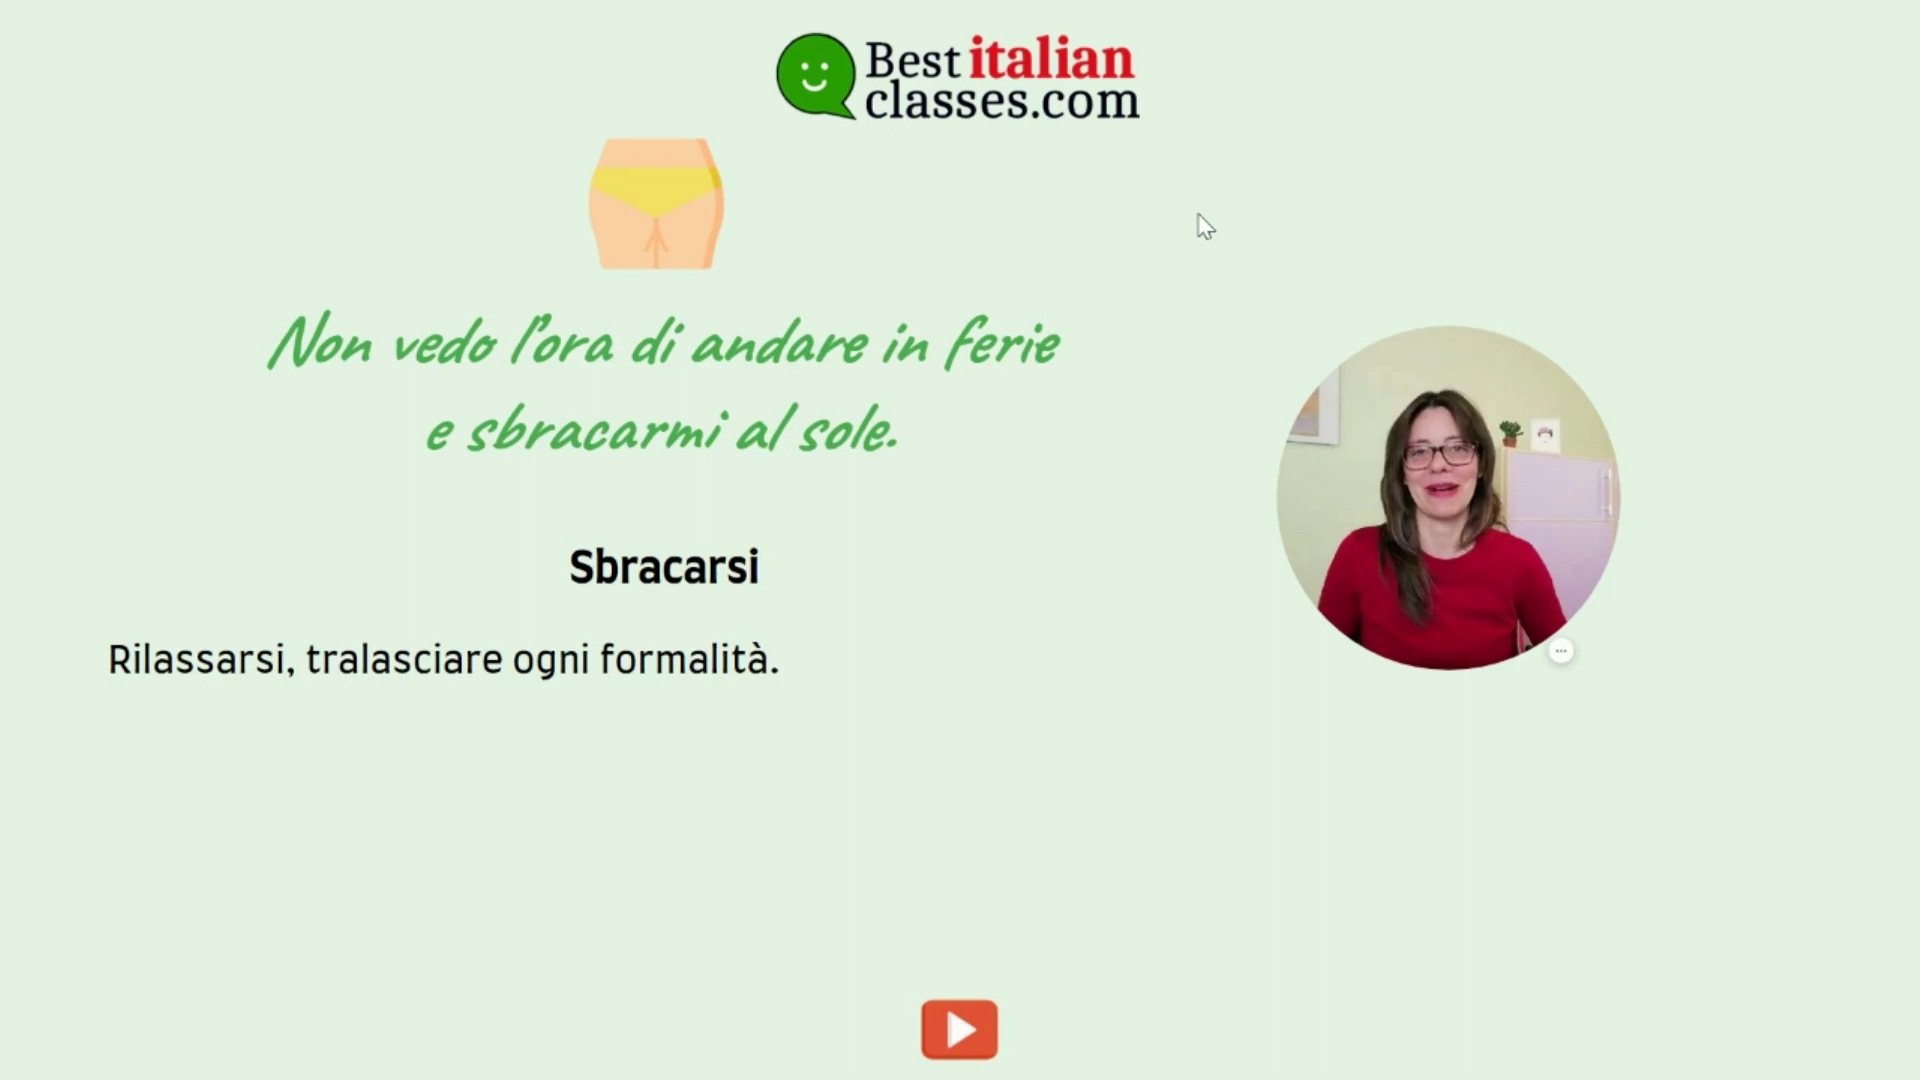 Best italian
classes.com
Non vedo l'ora di andare in ferie
e sbracarmi al sole.
Sbracarsi
Rilassarsi, tralasciare ogni formalità.